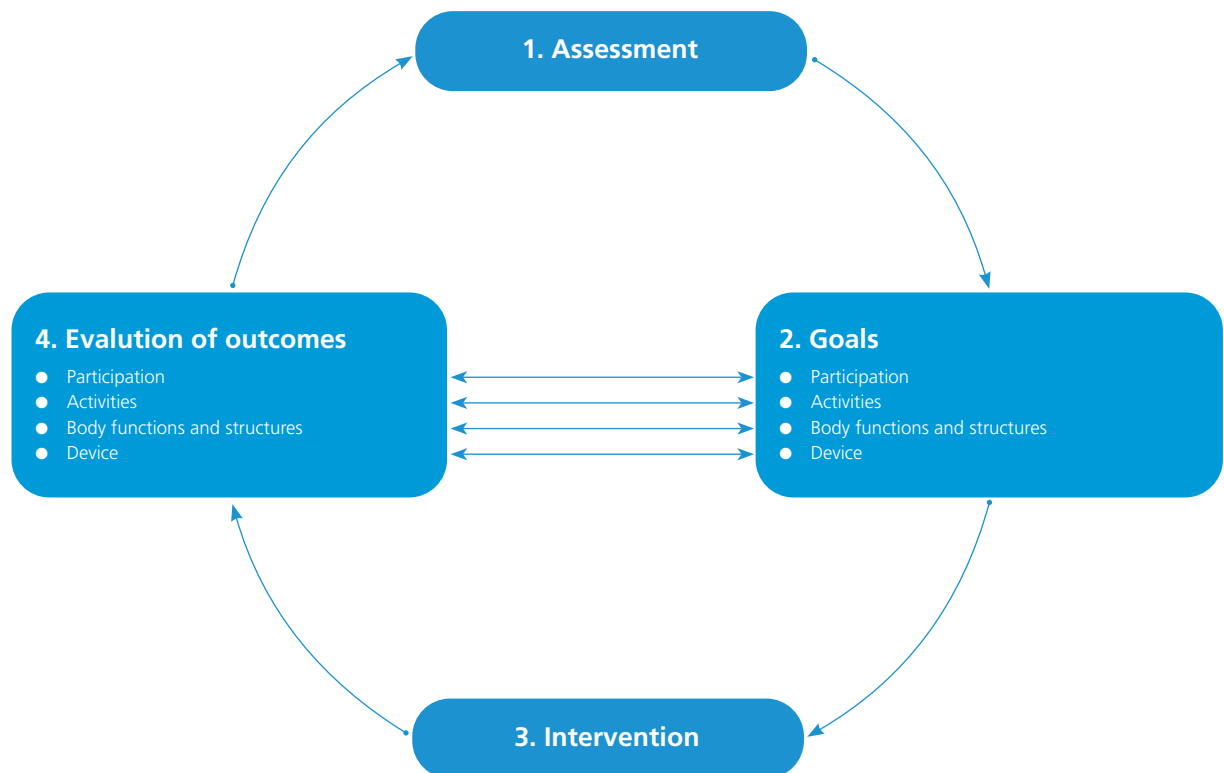 1. Assessment
4. Evalution of outcomes
● Participation
● Activities
● Body functions and structures
● Device
2. Goals
● Participation
● Activities
● Body functions and structures
● Device
3. Intervention